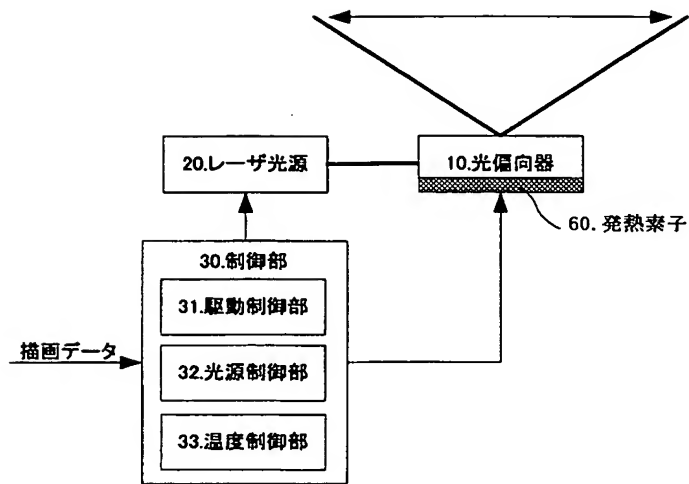 20.レーザ光源
10.光偏向器
60.発熱素子
30.制御部
31.駆動制御部
描画データ
32.光源制御部
33.温度制御部